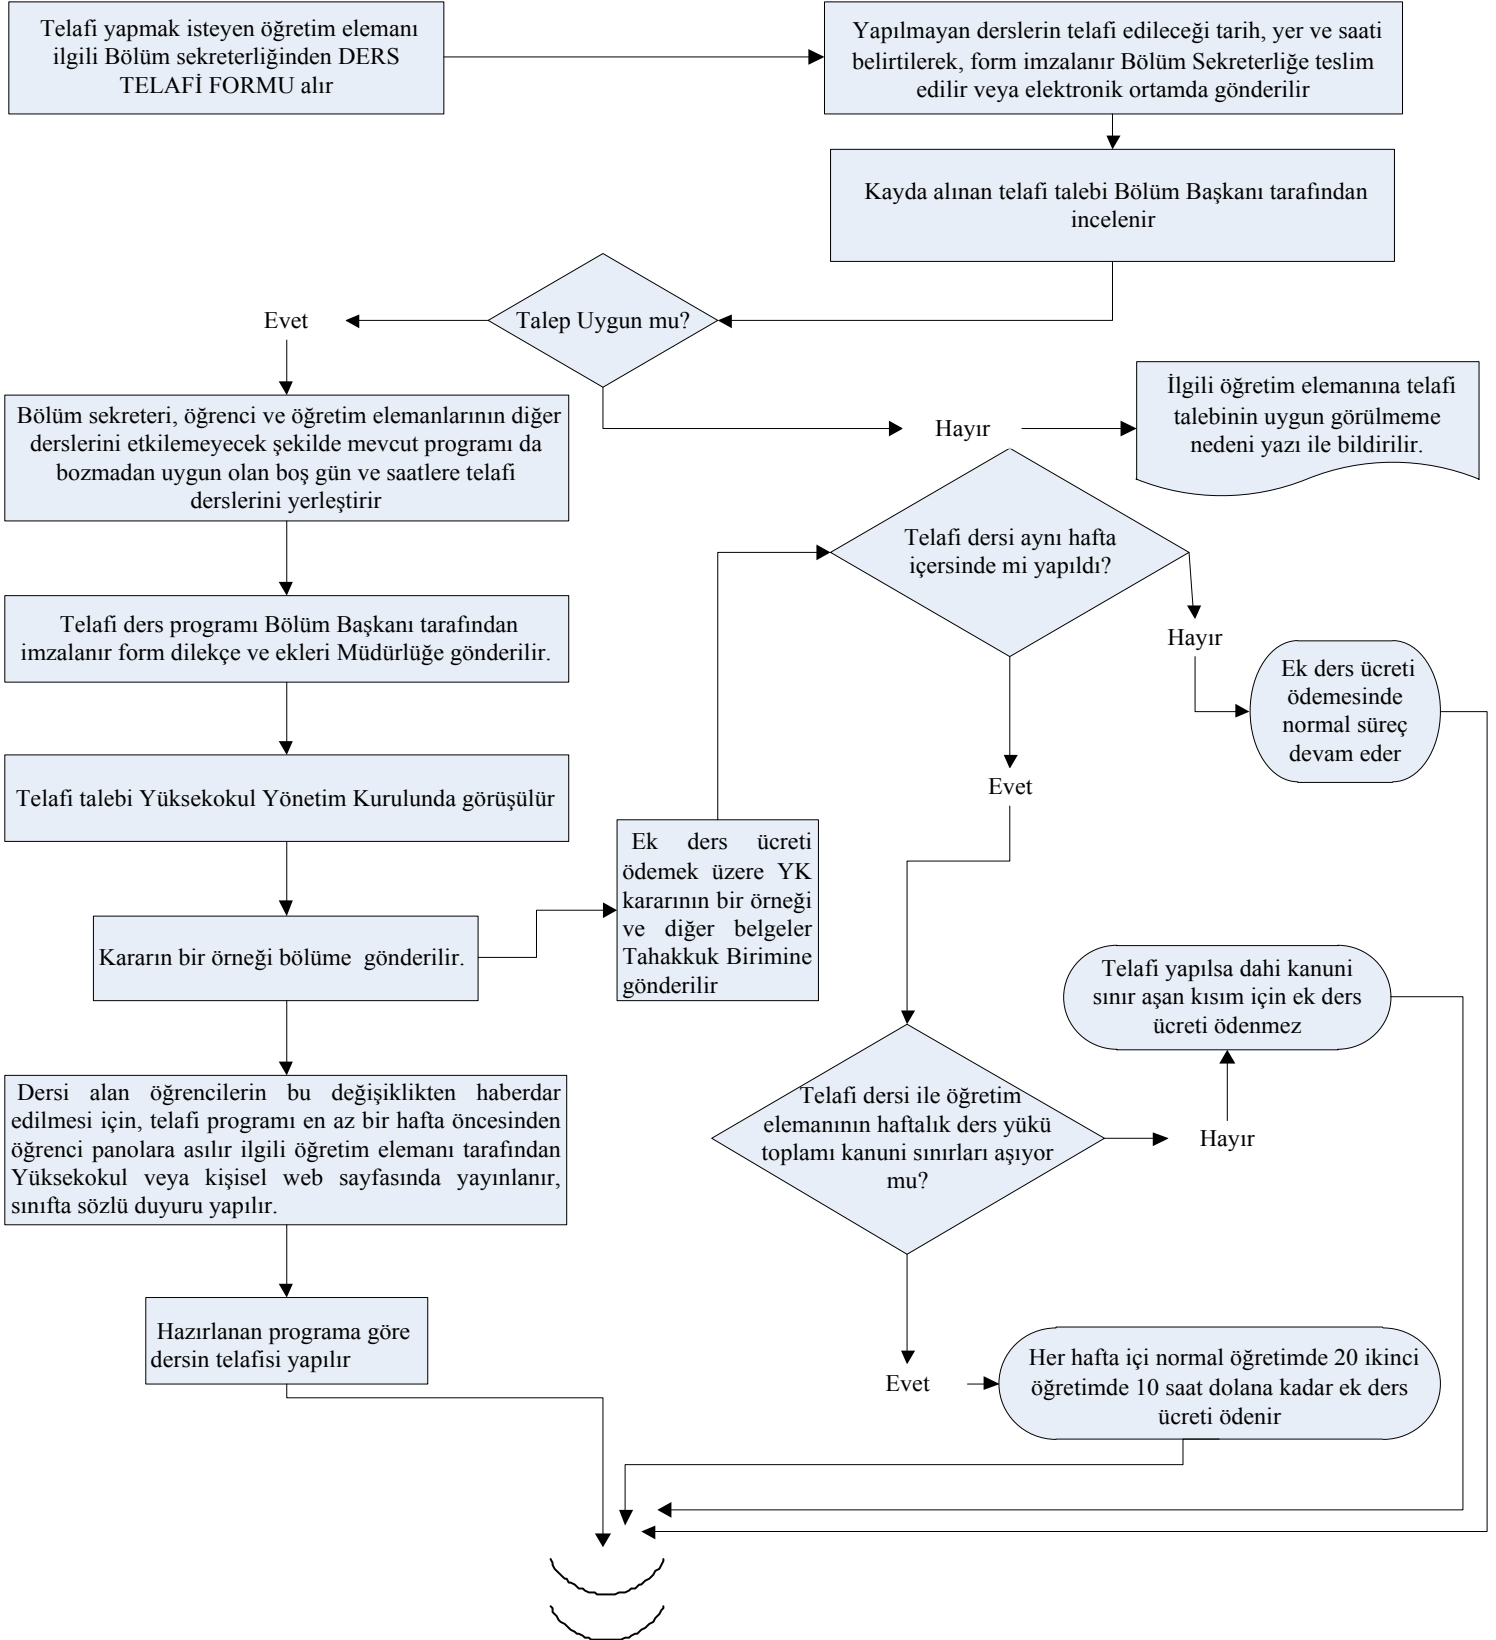 Telafi yapmak isteyen öğretim elemanı
ilgili Bölüm sekreterliğinden DERS
TELAFİ FORMU alır
Yapılmayan derslerin telafi edileceği tarih, yer ve saati
belirtilerek, form imzalanır Bölüm Sekreterliğe teslim
edilir veya elektronik ortamda gönderilir
Kayda alınan telafi talebi Bölüm Başkanı tarafından
incelenir
Talep Uygun mu?
Evet
Hayır
İlgili öğretim elemanına telafi
talebinin uygun görülmeme
nedeni yazı ile bildirilir.
Bölüm sekreteri, öğrenci ve öğretim elemanlarının diğer
derslerini etkilemeyecek şekilde mevcut programı da
bozmadan uygun olan boş gün ve saatlere telafi
derslerini yerleştirir
Telafi ders programı Bölüm Başkanı tarafından
imzalanır form dilekçe ve ekleri Müdürlüğe gönderilir.
Telafi talebi Yüksekokul Yönetim Kurulunda görüşülür
Kararın bir örneği bölüme gönderilir.
Ek ders ücreti
ödemek üzere YK
kararının bir örneği
ve diğer belgeler
Tahakkuk Birimine
gönderilir
Telafi dersi aynı hafta
içersinde mi yapıldı?
Hayır
Ek ders ücreti
ödemesinde
normal süreç
devam eder
Evet
Telafi dersi ile öğretim
elemanının haftalık ders yükü
toplamı kanuni sınırları aşıyor
mu?
Hayır
Telafi yapılsa dahi kanuni
sınır aşan kısım için ek ders
ücreti ödenmez
Evet
Her hafta içi normal öğretimde 20 ikinci
öğretimde 10 saat dolana kadar ek ders
ücreti ödenir
Dersi alan öğrencilerin bu değişiklikten haberdar
edilmesi için, telafi programı en az bir hafta öncesinden
öğrenci panolara asılır ilgili öğretim elemanı tarafından
Yüksekokul veya kişisel web sayfasında yayınlanır,
sınıfta sözlü duyuru yapılır.
Hazırlanan programa göre
dersin telafisi yapılır